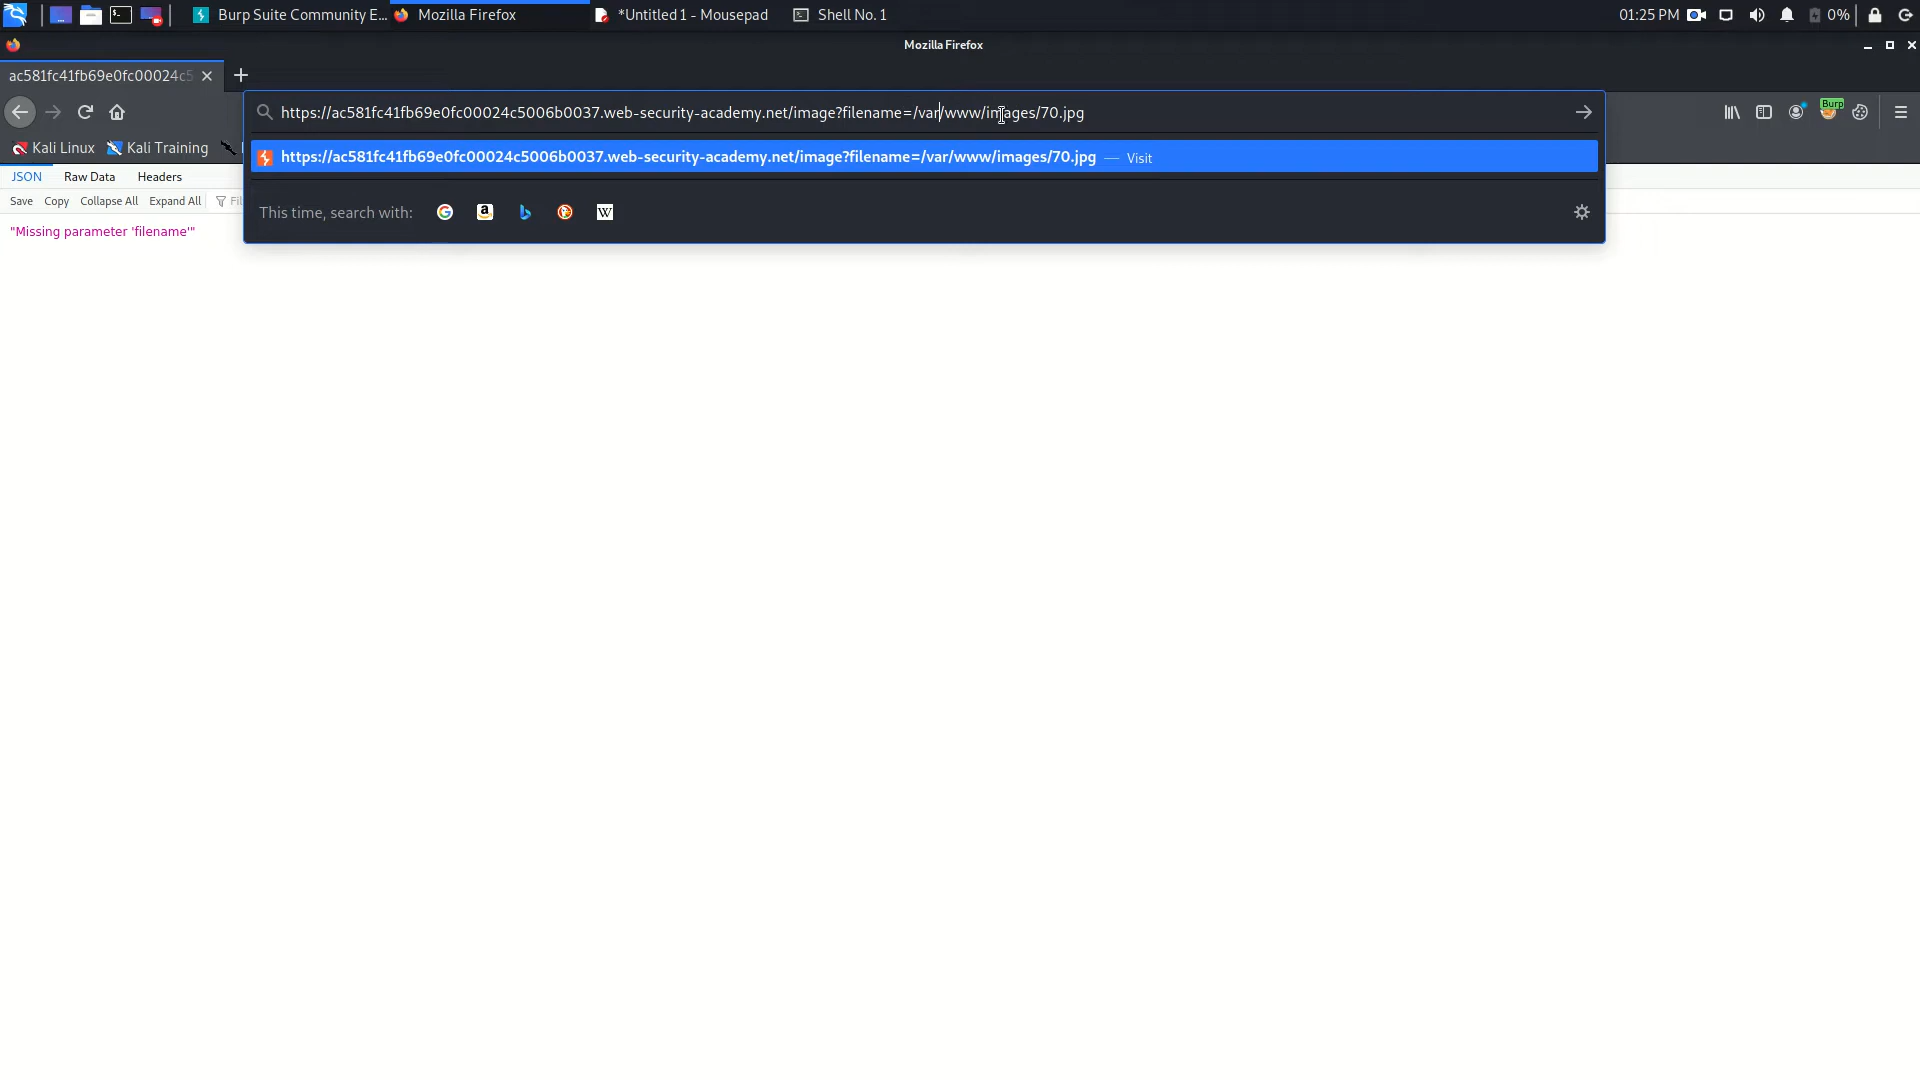 Burp Suite Community E...
Mozilla Firefox
*Untitled 1 - Mousepad
Shell No. 1
01:25 PM
0%
Mozilla Firefox
ac581fc41fb69e0fc00024c5
https://ac581fc41fb69e0fc00024c5006b0037.web-security-academy.net/image?filename=/var/www/images/70.jpg
Burp
Kali Linux
Kali Training
https://ac581fc41fb69e0fc00024c5006b0037.web-security-academy.net/image?filename=/var/www/images/70.jpg — Visit
JSON
Raw Data
Headers
Save
Copy
Collapse All
Expand All
This time, search with:
"Missing parameter 'filename'"